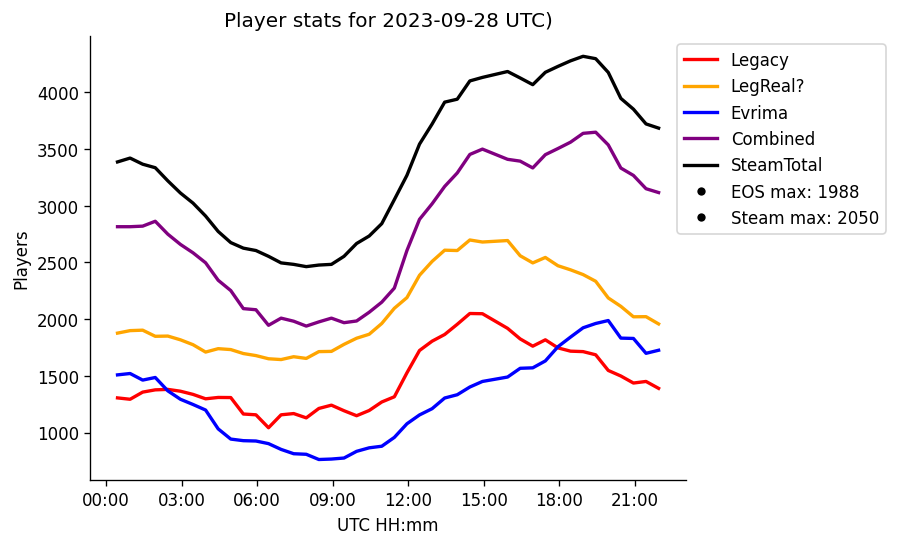 Player stats for 2023-09-28 UTC)
Legacy
LegReal?
Evrima
Combined
SteamTotal
EOS max: 1988
Steam max: 2050
Players
4000
3500
3000
2500
2000
1500
1000
00:00 03:00 06:00 09:00 12:00 15:00 18:00 21:00
UTC HH:mm